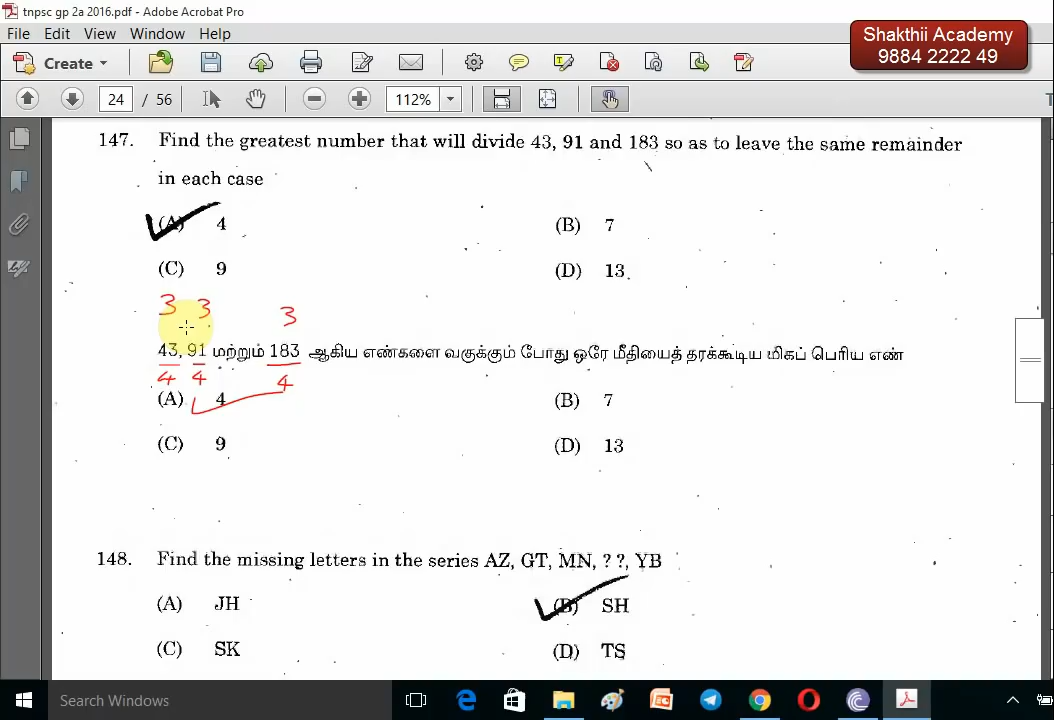 tnpsc gp 2a 2016.pdf - Adobe Acrobat Pro
File Edit View Window Help
Shakthii Academy
9884 2222 49
Create
24 / 56
112%
147. Find the greatest number that will divide 43, 91 and 183 so as to leave the same remainder
in each case
(A) 4
(B) 7
(C) 9
(D) 13
3 3 3
43, 91 மற்றும் 183 ஆகிய எண்களை வகுக்கும் போது ஒரே மீதியைத் தரக்கூடிய மிகப் பெரிய எண்
4 4 4
(A) 4
(B) 7
(C) 9
(D) 13
148. Find the missing letters in the series AZ, GT, MN, ? ?, YB
(A) JH
(B) SH
(C) SK
(D) TS
Search Windows